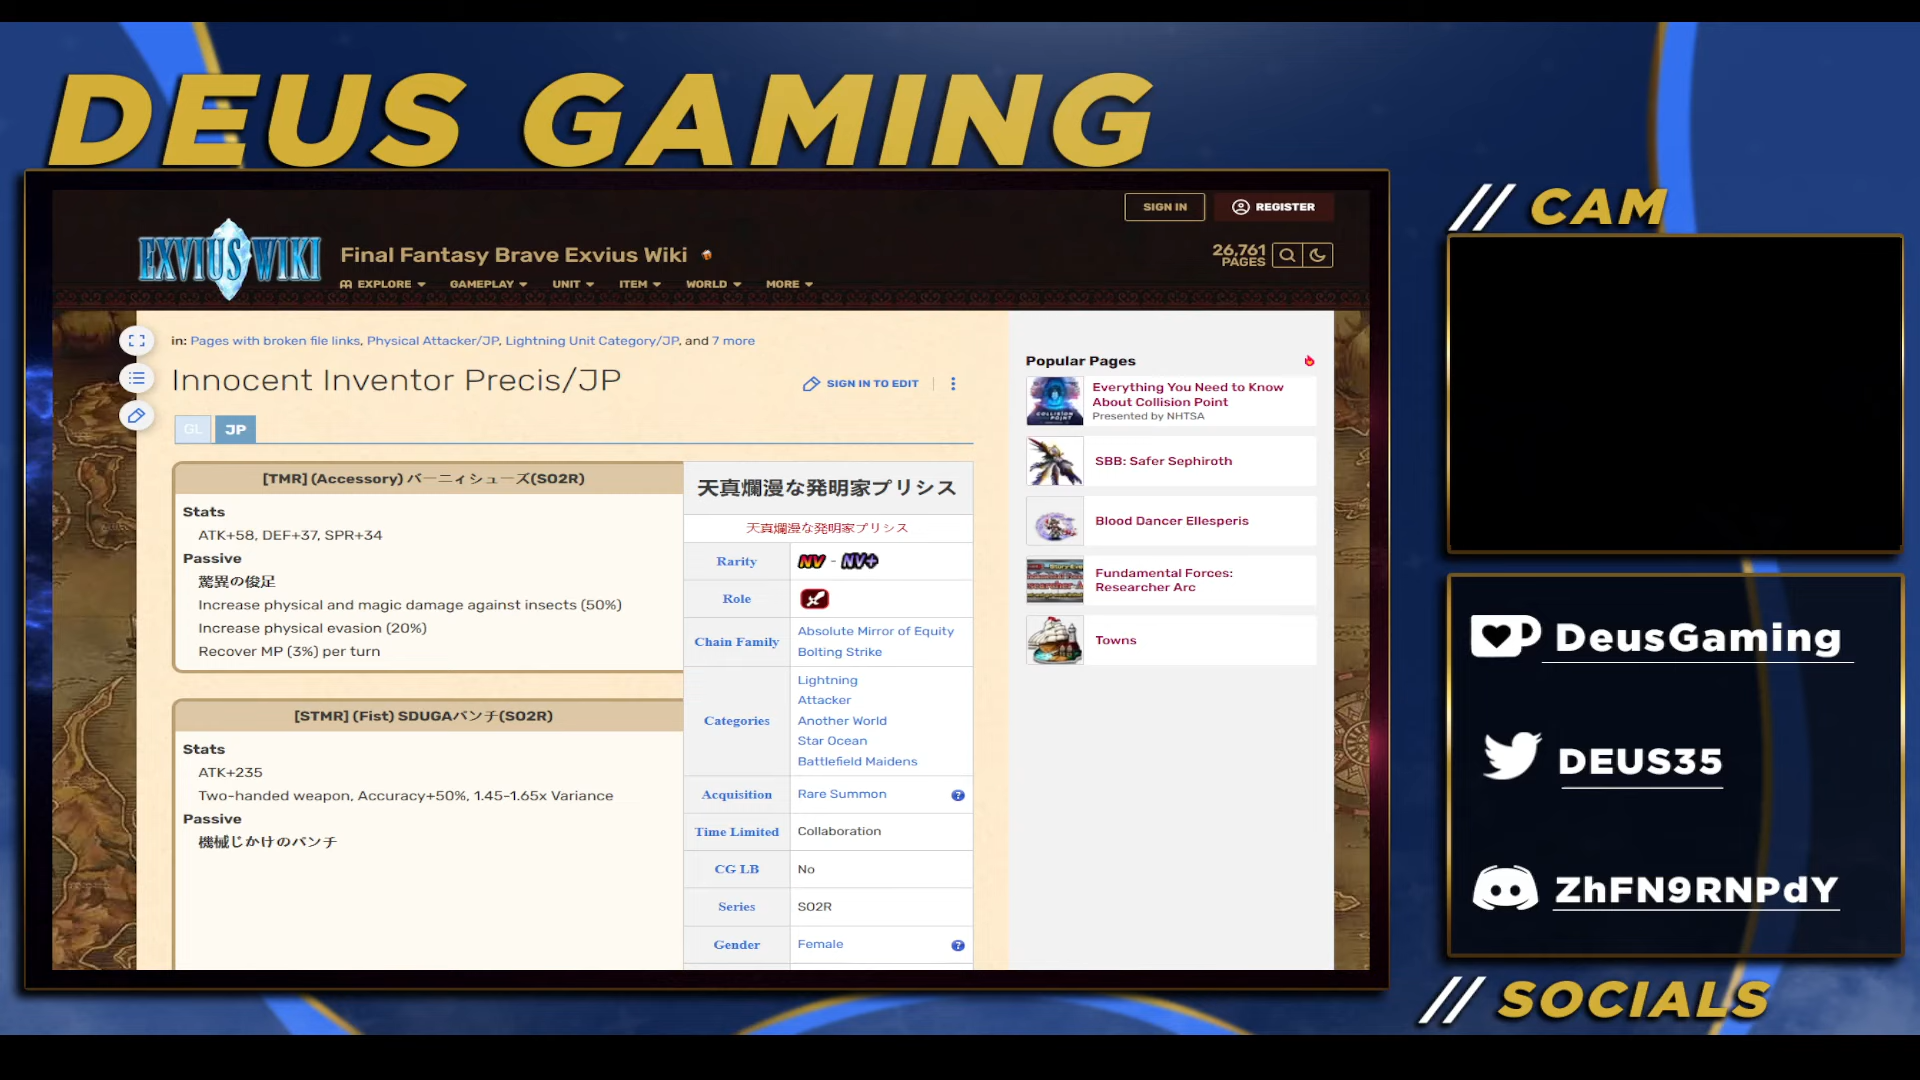 DEUS GAMING
SIGN IN
REGISTER
EXVIUS WIKI
Final Fantasy Brave Exvius Wiki
26,761
PAGES
EXPLORE
GAMEPLAY
UNIT
ITEM
WORLD
MORE
in: Pages with broken file links, Physical Attacker/JP, Lightning Unit Category/JP, and 7 more
Innocent Inventor Precis/JP
SIGN IN TO EDIT
GL
JP
[TMR] (Accessory) バーニィシューズ(SO2R)
Stats
ATK+58, DEF+37, SPR+34
Passive
驚異の俊足
Increase physical and magic damage against insects (50%)
Increase physical evasion (20%)
Recover MP (3%) per turn
[STMR] (Fist) SDUGAパンチ(SO2R)
Stats
ATK+235
Two-handed weapon, Accuracy+50%, 1.45-1.65x Variance
Passive
機械じかけのパンチ
天真爛漫な発明家プリシス
天真爛漫な発明家プリシス
Rarity
NV - NV+
Role
Chain Family
Absolute Mirror of Equity
Bolting Strike
Categories
Lightning
Attacker
Another World
Star Ocean
Battlefield Maidens
Acquisition
Rare Summon
Time Limited
Collaboration
CG LB
No
Series
SO2R
Gender
Female
Popular Pages
Everything You Need to Know
About Collision Point
Presented by NHTSA
SBB: Safer Sephiroth
Blood Dancer Ellesperis
Fundamental Forces:
Researcher Arc
Towns
// CAM
DeusGaming
DEUS35
ZhFN9RNPdY
// SOCIALS